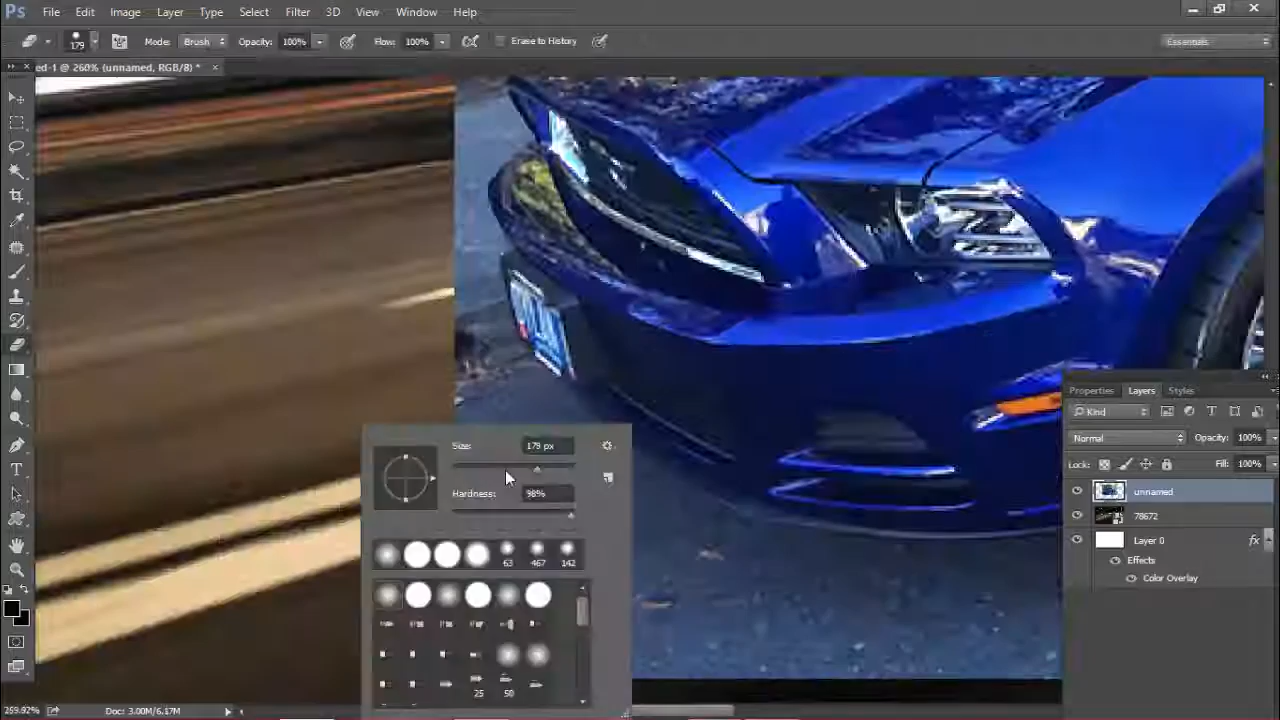 Ps File Edit Image Layer Type Select Filter 3D View Window Help
179 Mode: Brush Opacity: 100% Flow: 100% Erase to History Essentials
ed-1 @ 260% (unnamed, RGB/8) *
Properties Layers Styles
Kind
Normal Opacity: 100%
Lock: Fill: 100%
unnamed
78672
Layer 0 fx
Effects
Color Overlay
Size: 179 px
Hardness: 98%
63 467 142
25 50
259.92% Doc: 3.00M/6.17M